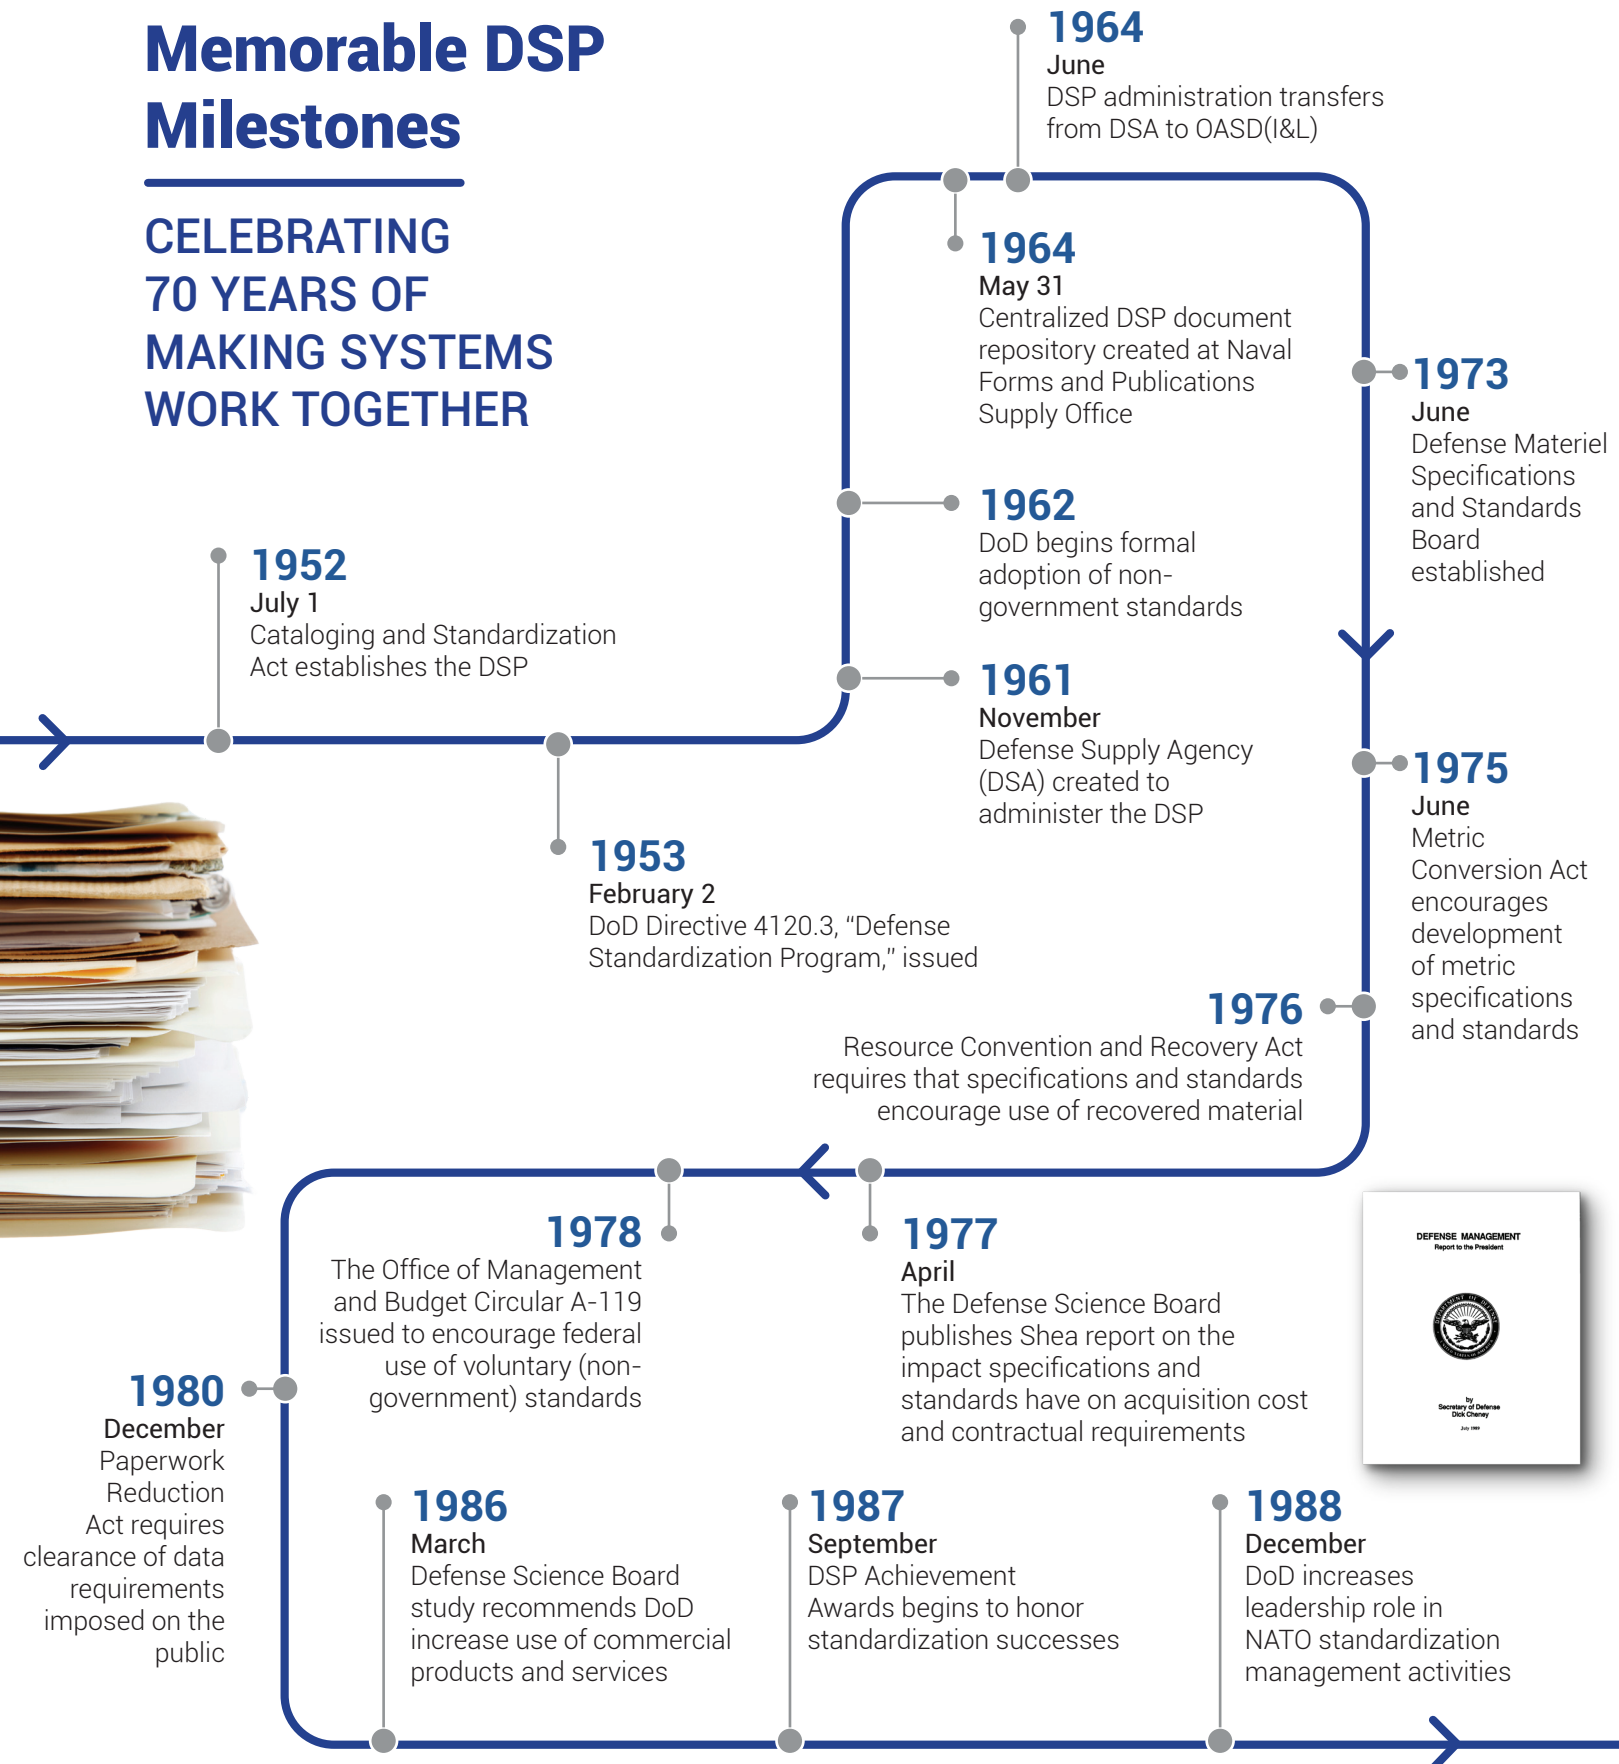 Memorable DSP
Milestones
CELEBRATING
70 YEARS OF
MAKING SYSTEMS
WORK TOGETHER
1952
July 1
Cataloging and Standardization
Act establishes the DSP
1953
February 2
DoD Directive 4120.3, “Defense
Standardization Program,” issued
1961
November
Defense Supply Agency
(DSA) created to
administer the DSP
1962
DoD begins formal
adoption of non-
government standards
1964
May 31
Centralized DSP document
repository created at Naval
Forms and Publications
Supply Office
1964
June
DSP administration transfers
from DSA to OASD(I&L)
1973
June
Defense Materiel
Specifications
and Standards
Board
established
1975
June
Metric
Conversion Act
encourages
development
of metric
specifications
and standards
1976
Resource Convention and Recovery Act
requires that specifications and standards
encourage use of recovered material
1977
April
The Defense Science Board
publishes Shea report on the
impact specifications and
standards have on acquisition cost
and contractual requirements
1978
The Office of Management
and Budget Circular A-119
issued to encourage federal
use of voluntary (non-
government) standards
1980
December
Paperwork
Reduction
Act requires
clearance of data
requirements
imposed on the
public
1986
March
Defense Science Board
study recommends DoD
increase use of commercial
products and services
1987
September
DSP Achievement
Awards begins to honor
standardization successes
1988
December
DoD increases
leadership role in
NATO standardization
management activities
DEFENSE MANAGEMENT
Report to the President
by
Secretary of Defense
Dick Cheney
July 1989